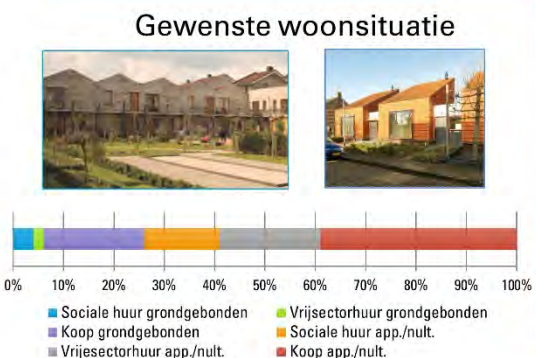 Gewenste woonsituatie
0% 10% 20% 30% 40% 50% 60% 70% 80% 90% 100%
Sociale huur grondgebonden
Vrijsectorhuur grondgebonden
Koop grondgebonden
Sociale huur app./nult.
Vrijesectorhuur app./nult.
Koop app./nult.